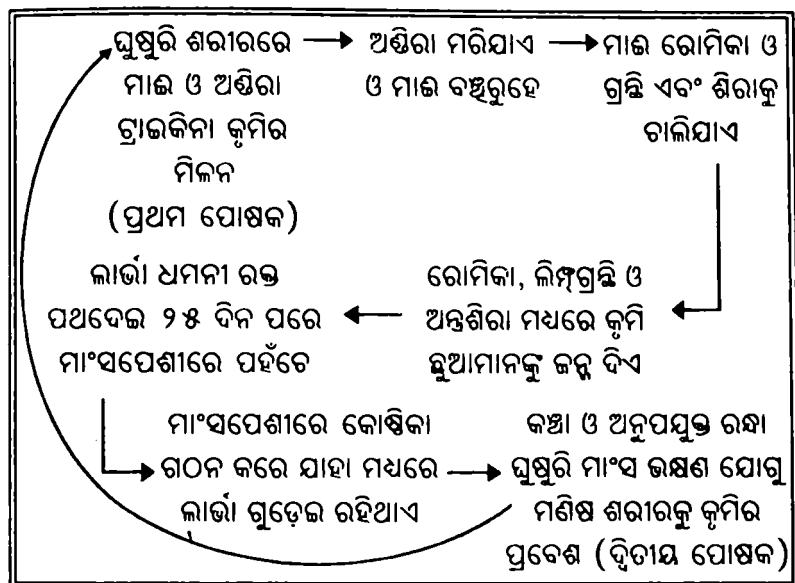 ଘୁଷୁରି ଶରୀରରେ
ମାଈ ଓ ଅଣ୍ଡିରା
ଟ୍ରାଇକିନା କୃମିର
ମିଳନ
(ପ୍ରଥମ ପୋଷକ)
ଅଣ୍ଡିରା ମରିଯାଏ
ଓ ମାଈ ବଞ୍ଚିରୁହେ
ମାଈ ରୋମିକା ଓ
ଗ୍ରନ୍ଥି ଏବଂ ଶିରାକୁ
ଚାଲିଯାଏ
ରୋମିକା, ଲିମ୍ଫ୍‌ଗ୍ରନ୍ଥି ଓ
ଅନ୍ତ୍ରଶିରା ମଧ୍ୟରେ କୃମି
ଛୁଆମାନଙ୍କୁ ଜନ୍ମ ଦିଏ
ଲାର୍ଭା ଧମନୀ ରକ୍ତ
ପଥଦେଇ ୨୫ ଦିନ ପରେ
ମାଂସପେଶୀରେ ପହଁଚେ
ମାଂସପେଶୀରେ କୋଷ୍ଠିକା
ଗଠନ କରେ ଯାହା ମଧ୍ୟରେ
ଲାର୍ଭା ଗୁଡ଼େଇ ରହିଥାଏ
କଞ୍ଚା ଓ ଅନୁପଯୁକ୍ତ ରନ୍ଧା
ଘୁଷୁରି ମାଂସ ଭକ୍ଷଣ ଯୋଗୁ
ମଣିଷ ଶରୀରକୁ କୃମିର
ପ୍ରବେଶ (ଦ୍ୱିତୀୟ ପୋଷକ)